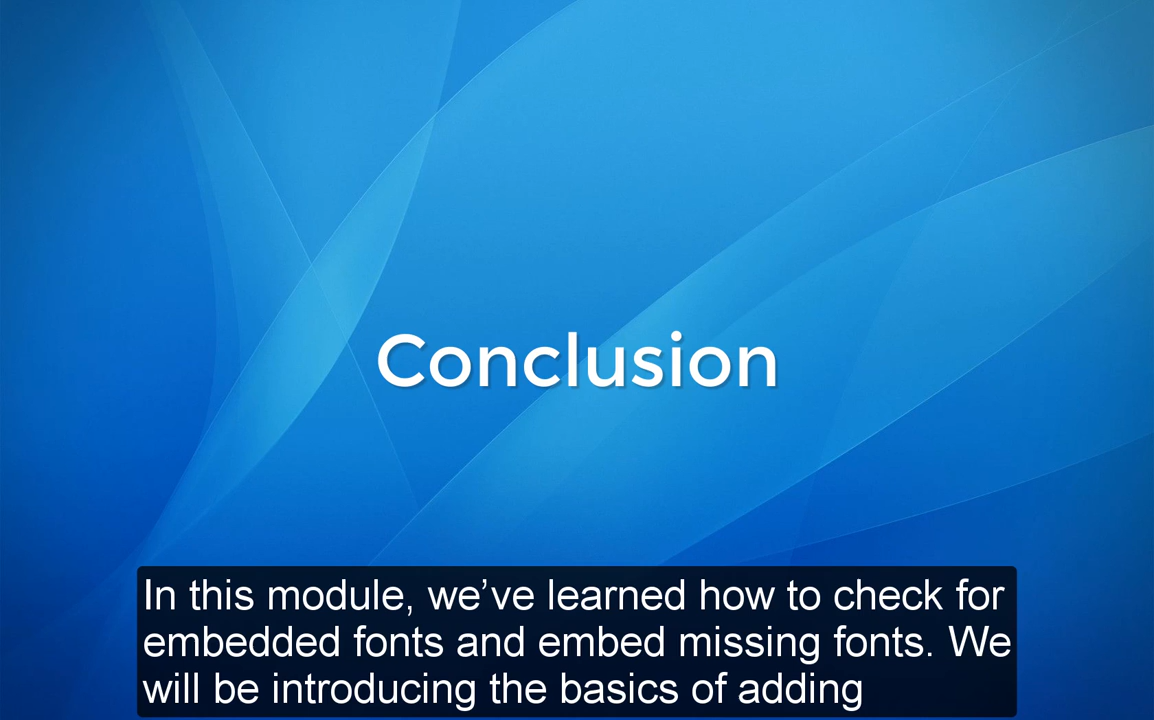 Conclusion
In this module, we’ve learned how to check for
embedded fonts and embed missing fonts. We
will be introducing the basics of adding